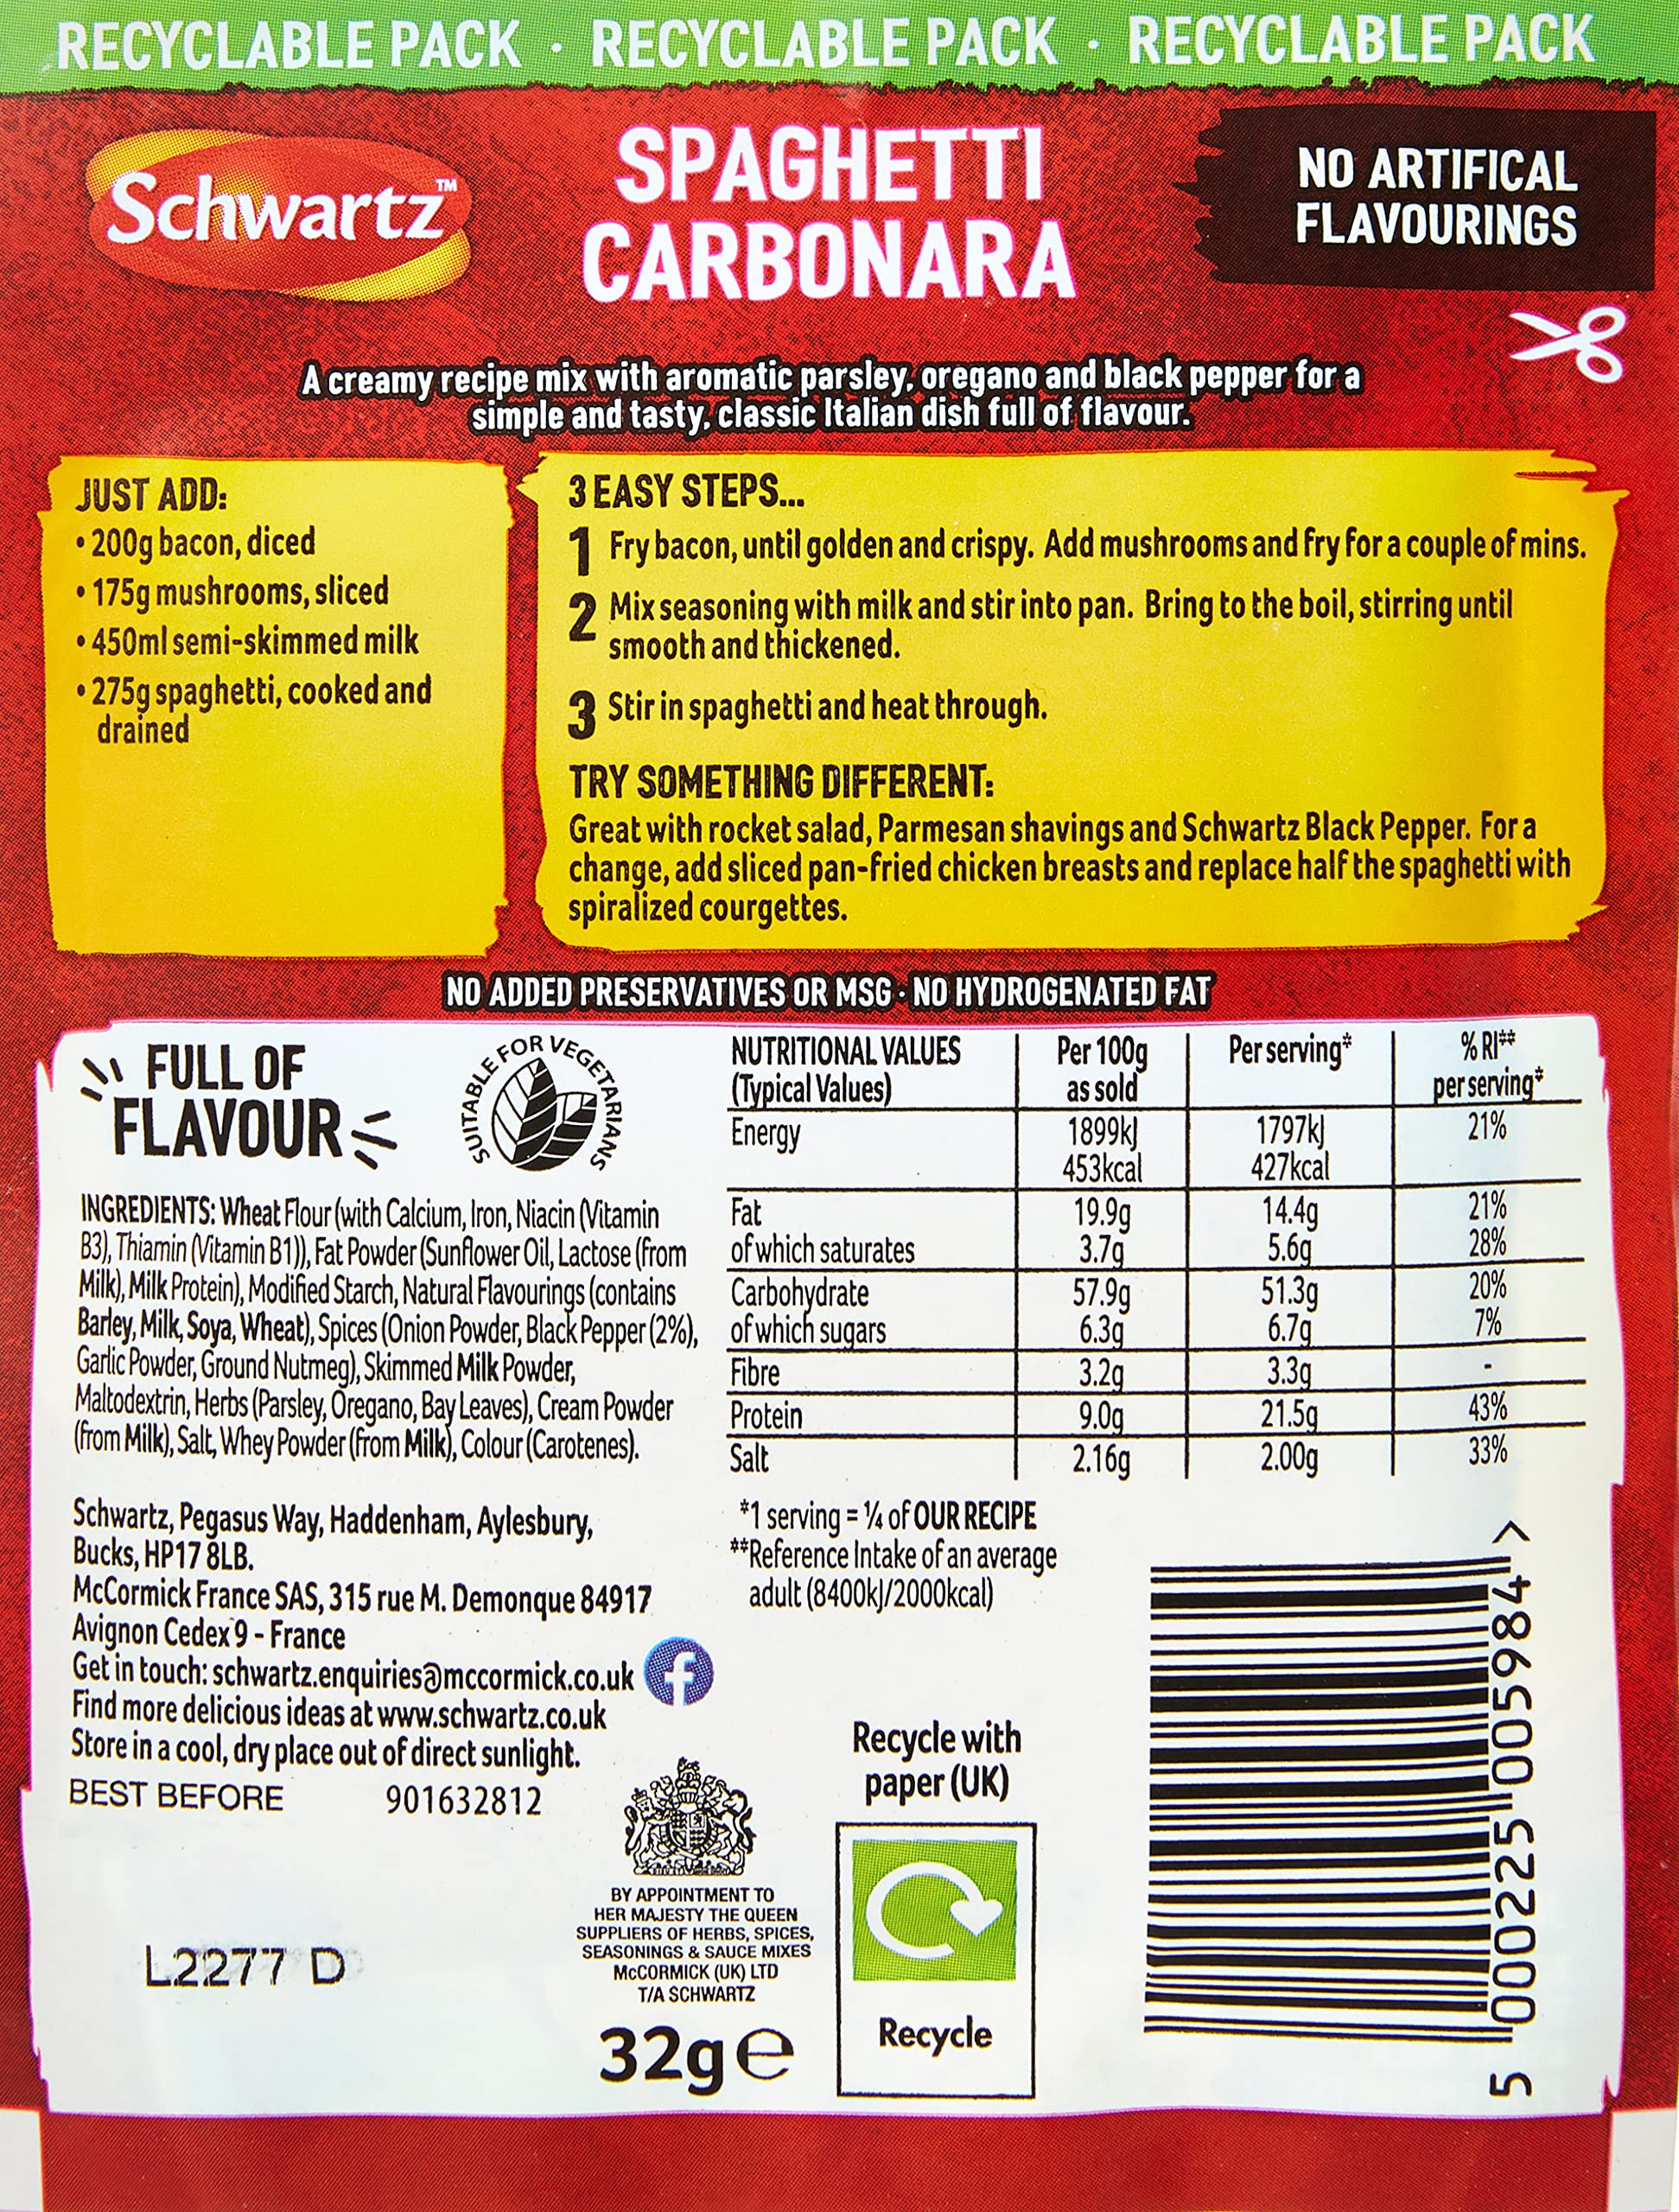 RECYCLABLE PACK · RECYCLABLE PACK · RECYCLABLE PACK
Schwartz™
SPAGHETTI
CARBONARA
NO ARTIFICAL
FLAVOURINGS
A creamy recipe mix with aromatic parsley, oregano and black pepper for a
simple and tasty, classic Italian dish full of flavour.
JUST ADD:
• 200g bacon, diced
• 175g mushrooms, sliced
• 450ml semi-skimmed milk
• 275g spaghetti, cooked and
drained
3 EASY STEPS...
1 Fry bacon, until golden and crispy. Add mushrooms and fry for a couple of mins.
2 Mix seasoning with milk and stir into pan. Bring to the boil, stirring until
smooth and thickened.
3 Stir in spaghetti and heat through.
TRY SOMETHING DIFFERENT:
Great with rocket salad, Parmesan shavings and Schwartz Black Pepper. For a
change, add sliced pan-fried chicken breasts and replace half the spaghetti with
spiralized courgettes.
NO ADDED PRESERVATIVES OR MSG · NO HYDROGENATED FAT
FULL OF
FLAVOUR
SUITABLE FOR VEGETARIANS
INGREDIENTS: Wheat Flour (with Calcium, Iron, Niacin (Vitamin
B3), Thiamin (Vitamin B1)), Fat Powder (Sunflower Oil, Lactose (from
Milk), Milk Protein), Modified Starch, Natural Flavourings (contains
Barley, Milk, Soya, Wheat), Spices (Onion Powder, Black Pepper (2%),
Garlic Powder, Ground Nutmeg), Skimmed Milk Powder,
Maltodextrin, Herbs (Parsley, Oregano, Bay Leaves), Cream Powder
(from Milk), Salt, Whey Powder (from Milk), Colour (Carotenes).
NUTRITIONAL VALUES Per 100g Per serving* % RI**
(Typical Values) as sold per serving*
Energy 1899kJ 1797kJ 21%
453kcal 427kcal
Fat 19.9g 14.4g 21%
of which saturates 3.7g 5.6g 28%
Carbohydrate 57.9g 51.3g 20%
of which sugars 6.3g 6.7g 7%
Fibre 3.2g 3.3g -
Protein 9.0g 21.5g 43%
Salt 2.16g 2.00g 33%
*1 serving = ¼ of OUR RECIPE
**Reference Intake of an average
adult (8400kJ/2000kcal)
Schwartz, Pegasus Way, Haddenham, Aylesbury,
Bucks, HP17 8LB.
McCormick France SAS, 315 rue M. Demonque 84917
Avignon Cedex 9 - France
Get in touch: schwartz.enquiries@mccormick.co.uk
f
Find more delicious ideas at www.schwartz.co.uk
Store in a cool, dry place out of direct sunlight.
BEST BEFORE 901632812
L2277 D
BY APPOINTMENT TO
HER MAJESTY THE QUEEN
SUPPLIERS OF HERBS, SPICES,
SEASONINGS & SAUCE MIXES
McCORMICK (UK) LTD
T/A SCHWARTZ
32g e
Recycle with
paper (UK)
Recycle
5 000225 005984 >